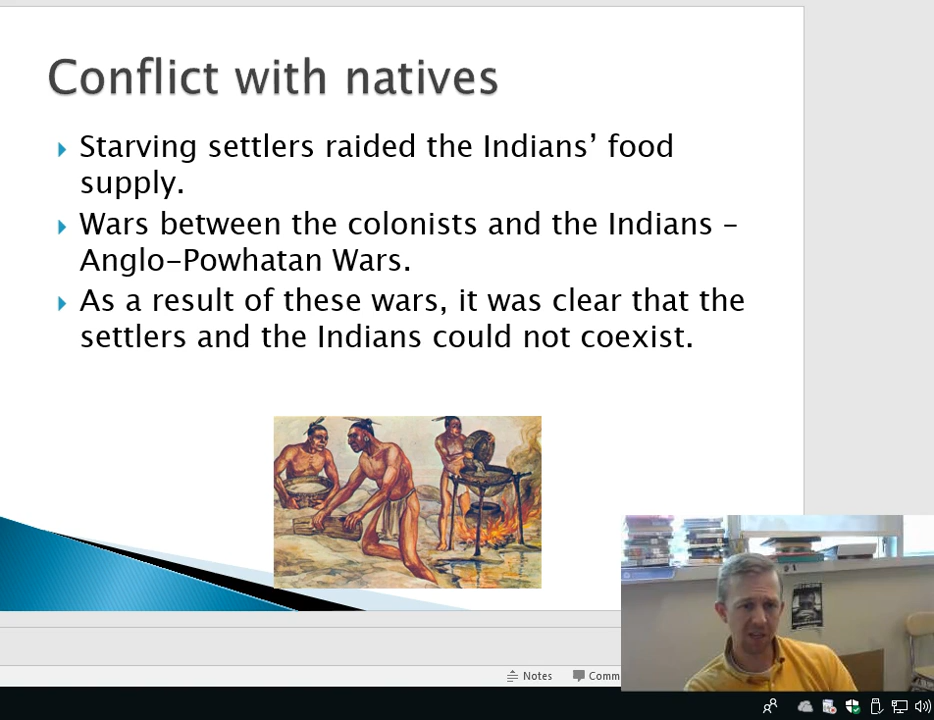 Conflict with natives
Starving settlers raided the Indians’ food
supply.
Wars between the colonists and the Indians –
Anglo-Powhatan Wars.
As a result of these wars, it was clear that the
settlers and the Indians could not coexist.
Notes
Comm